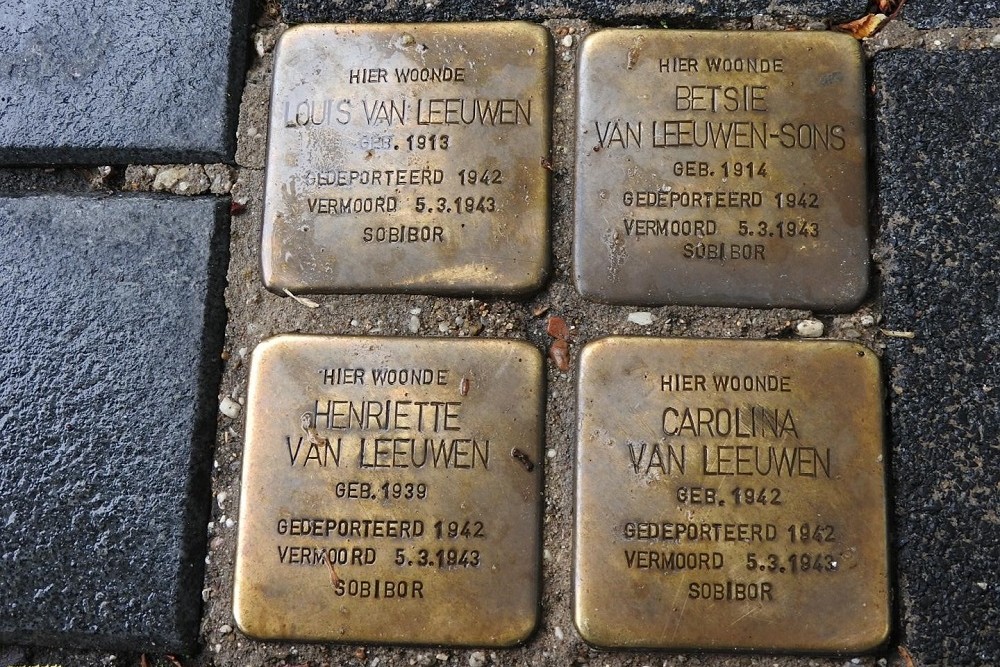 HIER WOONDE
LOUIS VAN LEEUWEN
GEB. 1913
GEDEPORTEERD 1942
VERMOORD 5.3.1943
SOBIBOR
HIER WOONDE
BETSIE
VAN LEEUWEN-SONS
GEB. 1914
GEDEPORTEERD 1942
VERMOORD 5.3.1943
SOBIBOR
HIER WOONDE
HENRIETTE
VAN LEEUWEN
GEB. 1939
GEDEPORTEERD 1942
VERMOORD 5.3.1943
SOBIBOR
HIER WOONDE
CAROLINA
VAN LEEUWEN
GEB. 1942
GEDEPORTEERD 1942
VERMOORD 5.3.1943
SOBIBOR